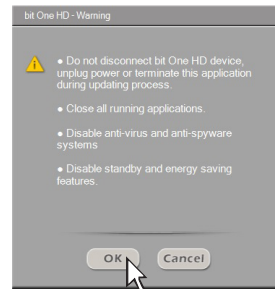 bit One HD - Warning
● Do not disconnect bit One HD device,
unplug power or terminate this application
during updating process.
● Close all running applications.
● Disable anti-virus and anti-spyware
systems
● Disable standby and energy saving
features.
OK Cancel